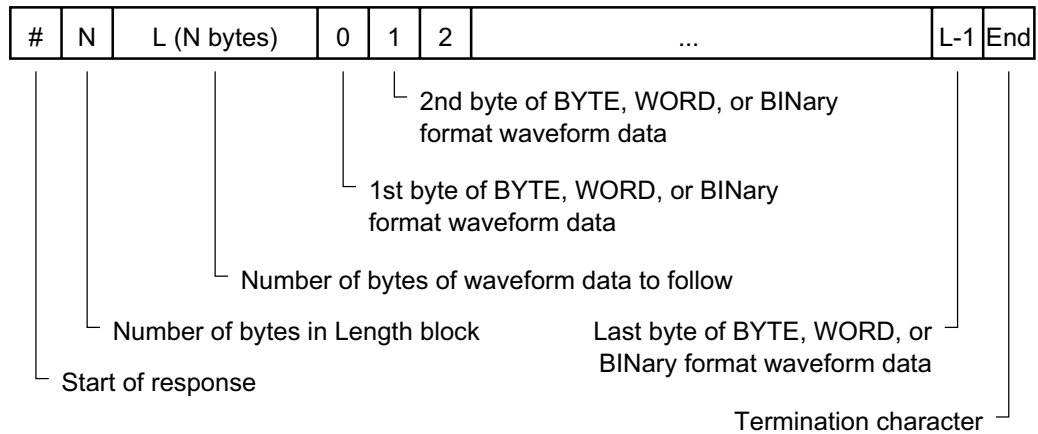 # N L (N bytes) 0 1 2 ... L-1 End
2nd byte of BYTE, WORD, or BINary
format waveform data
1st byte of BYTE, WORD, or BINary
format waveform data
Number of bytes of waveform data to follow
Number of bytes in Length block
Last byte of BYTE, WORD, or
BINary format waveform data
Start of response
Termination character